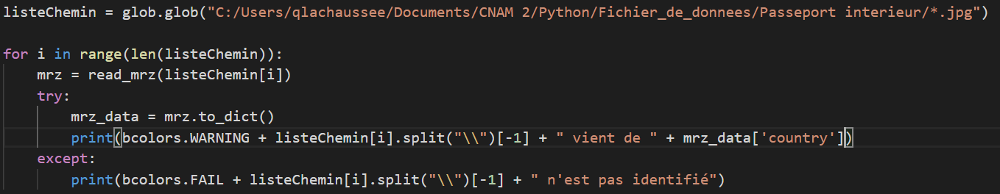 listeChemin = glob.glob("C:/Users/qlachaussee/Documents/CNAM 2/Python/Fichier_de_donnees/Passeport interieur/*.jpg")
for i in range(len(listeChemin)):
    mrz = read_mrz(listeChemin[i])
    try:
        mrz_data = mrz.to_dict()
        print(bcolors.WARNING + listeChemin[i].split("\\")[-1] + " vient de " + mrz_data['country'])
    except:
        print(bcolors.FAIL + listeChemin[i].split("\\")[-1] + " n'est pas identifié")